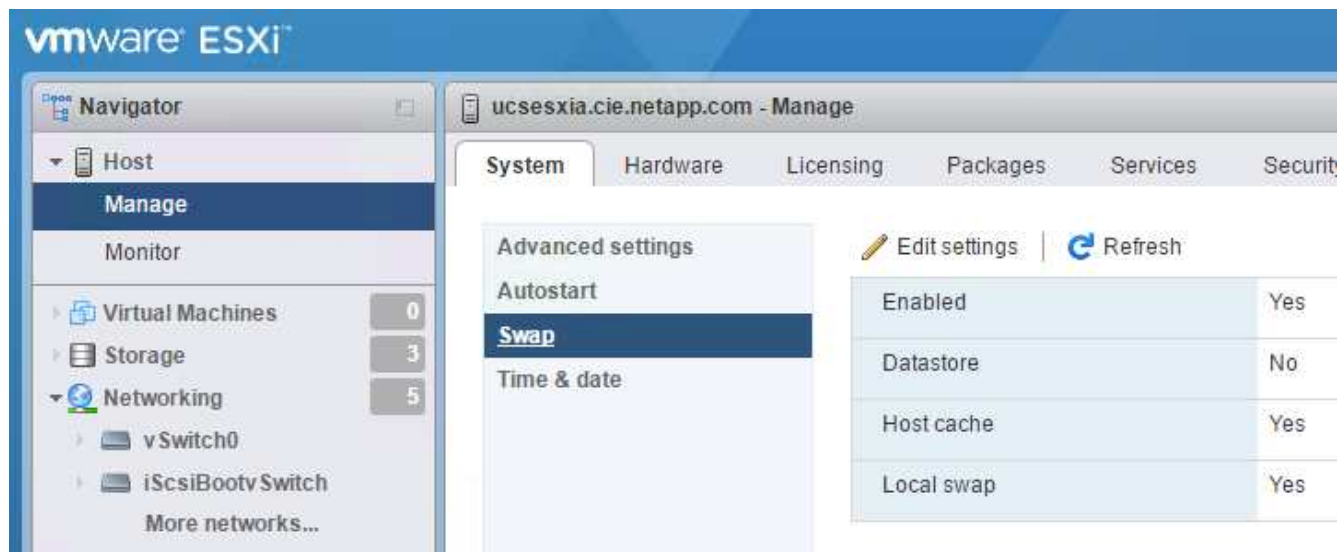 vmware ESXi™
Navigator
Host
Manage
Monitor
Virtual Machines 0
Storage 3
Networking 5
vSwitch0
iScsiBootvSwitch
More networks...
ucsesxia.cie.netapp.com - Manage
System Hardware Licensing Packages Services Security
Advanced settings
Autostart
Swap
Time & date
Edit settings | Refresh
Enabled Yes
Datastore No
Host cache Yes
Local swap Yes